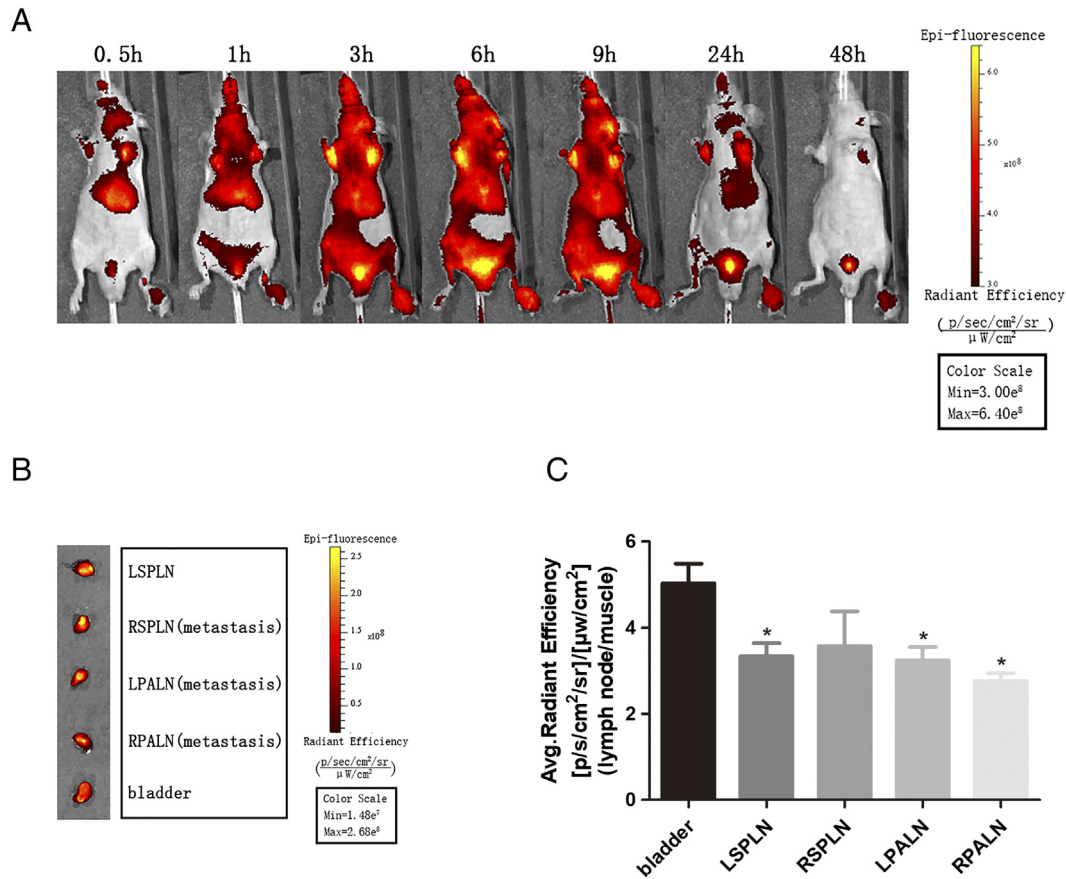 A
0.5h 1h 3h 6h 9h 24h 48h
Epi-fluorescence
6.0
5.0
x10⁸
4.0
3.0
Radiant Efficiency
(p/sec/cm²/sr)
μW/cm²
Color Scale
Min=3.00e⁸
Max=6.40e⁸
B
LSPLN
RSPLN(metastasis)
LPALN(metastasis)
RPALN(metastasis)
bladder
Epi-fluorescence
2.5
2.0
1.5
x10⁸
1.0
0.5
Radiant Efficiency
(p/sec/cm²/sr)
μW/cm²
Color Scale
Min=1.48e⁷
Max=2.68e⁸
C
Avg.Radiant Efficiency
[p/s/cm²/sr]/[μw/cm²]
(lymph node/muscle)
6
4
2
0
* * *
bladder LSPLN RSPLN LPALN RPALN